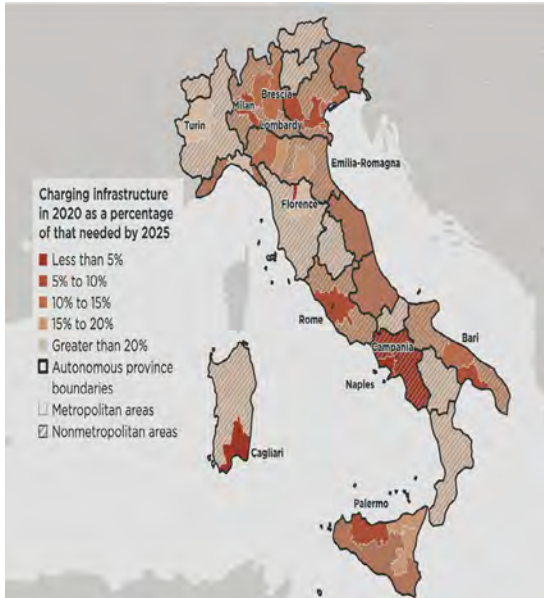 Brescia
Milan
Turin
Lombardy
Emilia-Romagna
Charging infrastructure
in 2020 as a percentage
of that needed by 2025
Less than 5%
5% to 10%
10% to 15%
15% to 20%
Greater than 20%
Autonomous province
boundaries
Metropolitan areas
Nonmetropolitan areas
Florence
Rome
Campania
Bari
Naples
Cagliari
Palermo